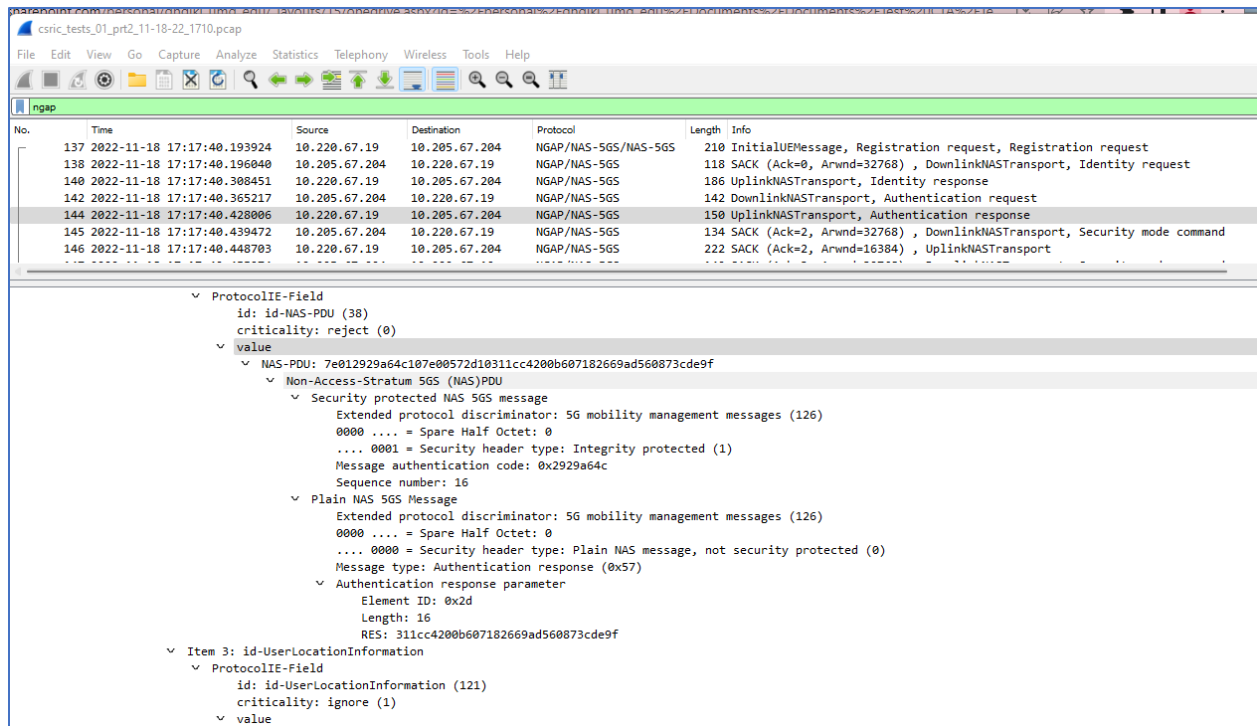 csric_tests_01_prt2_11-18-22_1710.pcap
File Edit View Go Capture Analyze Statistics Telephony Wireless Tools Help
ngap
No. Time Source Destination Protocol Length Info
137 2022-11-18 17:17:40.193924 10.220.67.19 10.205.67.204 NGAP/NAS-5GS/NAS-5GS 210 InitialUEMessage, Registration request, Registration request
138 2022-11-18 17:17:40.196040 10.205.67.204 10.220.67.19 NGAP/NAS-5GS 118 SACK (Ack=0, Arwnd=32768) , DownlinkNASTransport, Identity request
140 2022-11-18 17:17:40.308451 10.220.67.19 10.205.67.204 NGAP/NAS-5GS 186 UplinkNASTransport, Identity response
142 2022-11-18 17:17:40.365217 10.205.67.204 10.220.67.19 NGAP/NAS-5GS 142 DownlinkNASTransport, Authentication request
144 2022-11-18 17:17:40.428006 10.220.67.19 10.205.67.204 NGAP/NAS-5GS 150 UplinkNASTransport, Authentication response
145 2022-11-18 17:17:40.439472 10.205.67.204 10.220.67.19 NGAP/NAS-5GS 134 SACK (Ack=2, Arwnd=32768) , DownlinkNASTransport, Security mode command
146 2022-11-18 17:17:40.448703 10.220.67.19 10.205.67.204 NGAP/NAS-5GS 222 SACK (Ack=2, Arwnd=16384) , UplinkNASTransport
ProtocolIE-Field
id: id-NAS-PDU (38)
criticality: reject (0)
value
NAS-PDU: 7e012929a64c107e00572d10311cc4200b607182669ad560873cde9f
Non-Access-Stratum 5GS (NAS)PDU
Security protected NAS 5GS message
Extended protocol discriminator: 5G mobility management messages (126)
0000 .... = Spare Half Octet: 0
.... 0001 = Security header type: Integrity protected (1)
Message authentication code: 0x2929a64c
Sequence number: 16
Plain NAS 5GS Message
Extended protocol discriminator: 5G mobility management messages (126)
0000 .... = Spare Half Octet: 0
.... 0000 = Security header type: Plain NAS message, not security protected (0)
Message type: Authentication response (0x57)
Authentication response parameter
Element ID: 0x2d
Length: 16
RES: 311cc4200b607182669ad560873cde9f
Item 3: id-UserLocationInformation
ProtocolIE-Field
id: id-UserLocationInformation (121)
criticality: ignore (1)
value